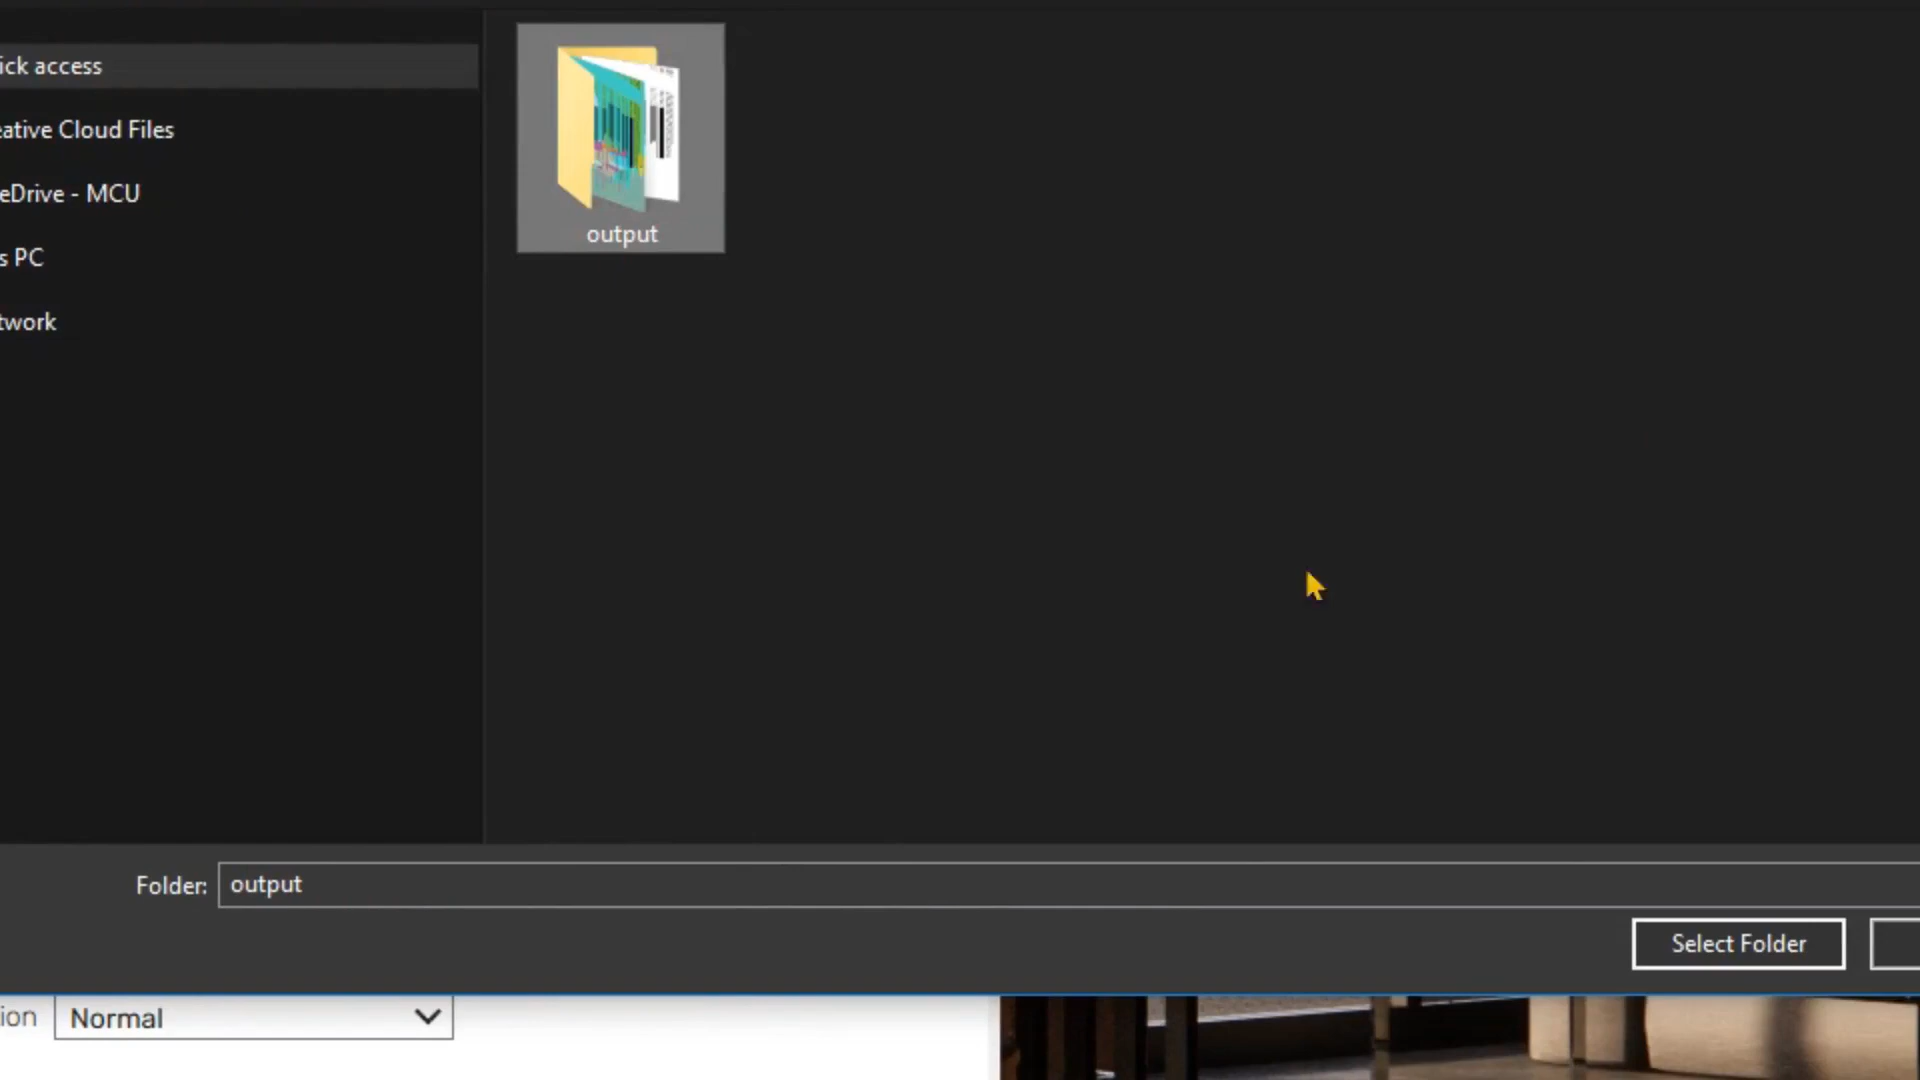 ick access
eative Cloud Files
eDrive - MCU
s PC
twork
output
Folder: output
Select Folder
ion Normal